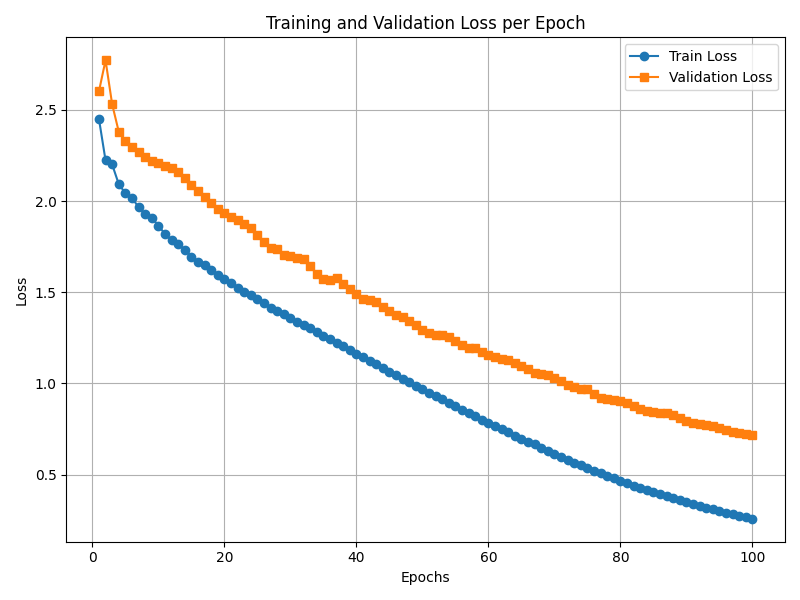 Training and Validation Loss per Epoch
Train Loss
Validation Loss
2.5
2.0
1.5
1.0
0.5
Loss
0 20 40 60 80 100
Epochs